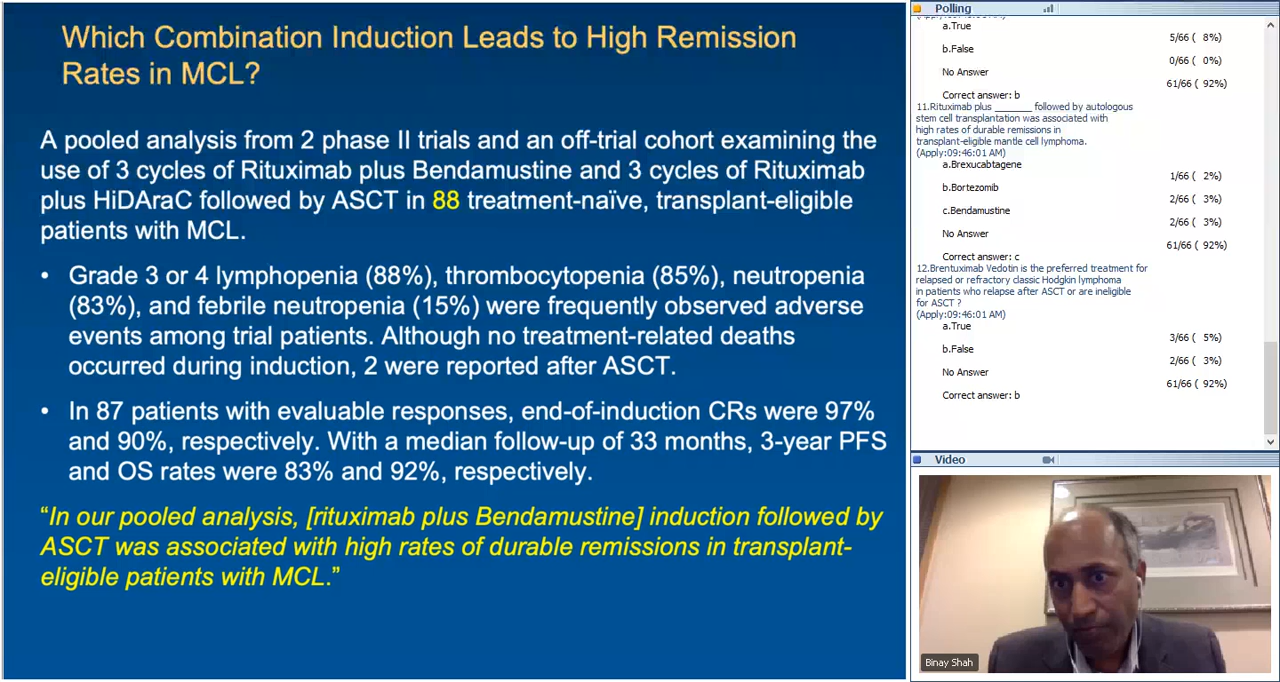 Which Combination Induction Leads to High Remission
Rates in MCL?
A pooled analysis from 2 phase II trials and an off-trial cohort examining the
use of 3 cycles of Rituximab plus Bendamustine and 3 cycles of Rituximab
plus HiDAraC followed by ASCT in 88 treatment-naïve, transplant-eligible
patients with MCL.
• Grade 3 or 4 lymphopenia (88%), thrombocytopenia (85%), neutropenia
(83%), and febrile neutropenia (15%) were frequently observed adverse
events among trial patients. Although no treatment-related deaths
occurred during induction, 2 were reported after ASCT.
• In 87 patients with evaluable responses, end-of-induction CRs were 97%
and 90%, respectively. With a median follow-up of 33 months, 3-year PFS
and OS rates were 83% and 92%, respectively.
“In our pooled analysis, [rituximab plus Bendamustine] induction followed by
ASCT was associated with high rates of durable remissions in transplant-
eligible patients with MCL.”
Polling
a.True
5/66 ( 8%)
b.False
0/66 ( 0%)
No Answer
61/66 ( 92%)
Correct answer: b
11.Rituximab plus _______ followed by autologous
stem cell transplantation was associated with
high rates of durable remissions in
transplant-eligible mantle cell lymphoma.
(Apply:09:46:01 AM)
a.Brexucabtagene
1/66 ( 2%)
b.Bortezomib
2/66 ( 3%)
c.Bendamustine
2/66 ( 3%)
No Answer
61/66 ( 92%)
Correct answer: c
12.Brentuximab Vedotin is the preferred treatment for
relapsed or refractory classic Hodgkin lymphoma
in patients who relapse after ASCT or are ineligible
for ASCT ?
(Apply:09:46:01 AM)
a.True
3/66 ( 5%)
b.False
2/66 ( 3%)
No Answer
61/66 ( 92%)
Correct answer: b
Video
Binay Shah